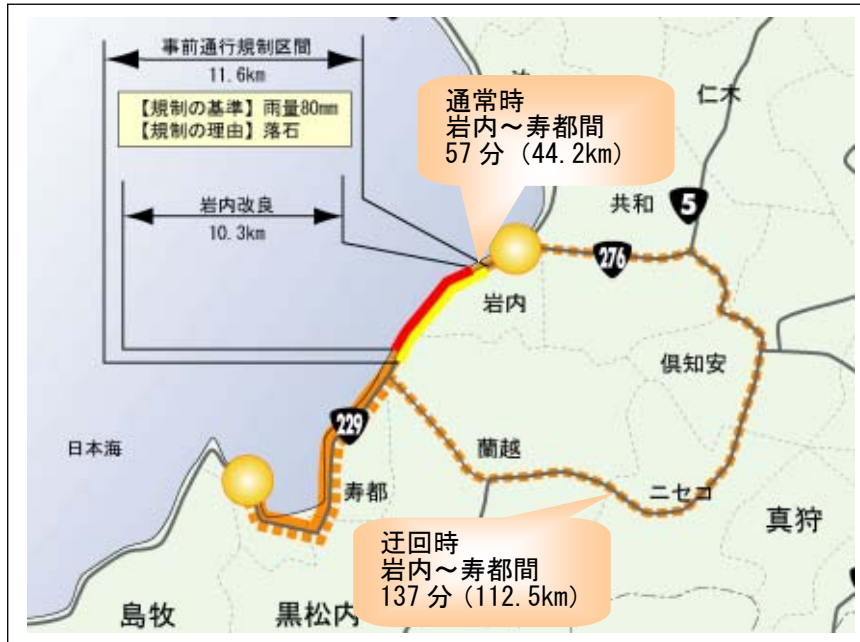 事前通行規制区間
11.6km
【規制の基準】雨量80mm
【規制の理由】落石
岩内改良
10.3km
通常時
岩内~寿都間
57分(44.2km)
仁木
共和
5
276
岩内
倶知安
229
日本海
蘭越
寿都
ニセコ
真狩
迂回時
岩内~寿都間
137分(112.5km)
島牧
黒松内